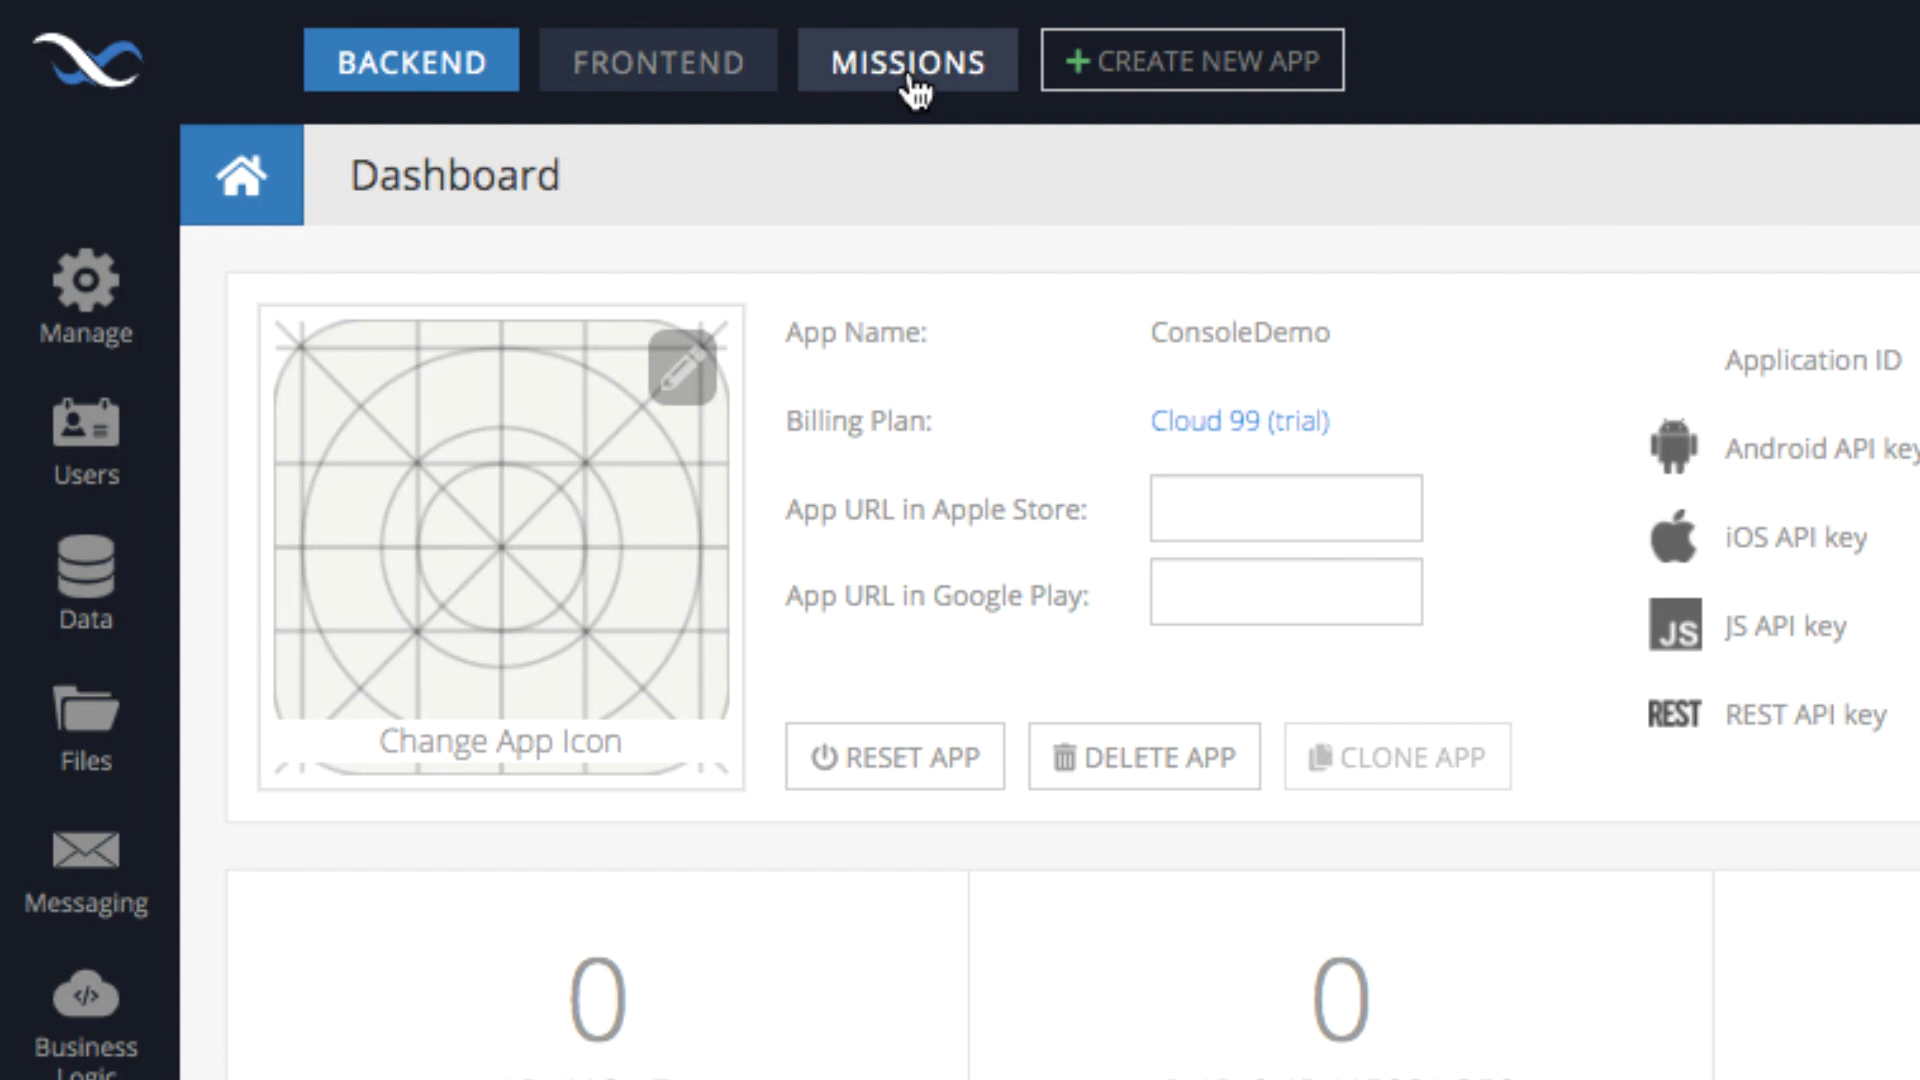 BACKEND
FRONTEND
MISSIONS
+ CREATE NEW APP
Dashboard
Manage
Users
Data
Files
Messaging
Business
Logic
Change App Icon
App Name: ConsoleDemo
Billing Plan: Cloud 99 (trial)
App URL in Apple Store:
App URL in Google Play:
RESET APP
DELETE APP
CLONE APP
Application ID
Android API key
iOS API key
JS
JS API key
REST
REST API key
0
0